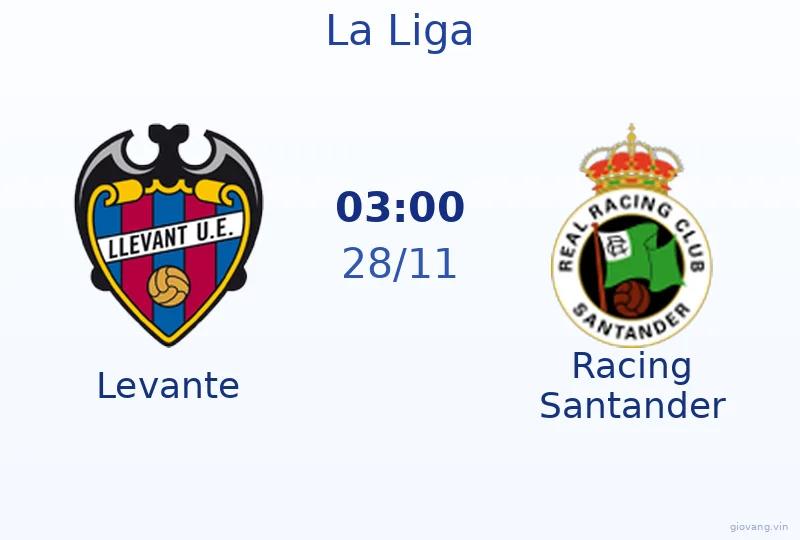 La Liga
LLEVANT U.E.
03:00
28/11
REAL RACING CLUB
SANTANDER
Levante
Racing
Santander
giovang.vin